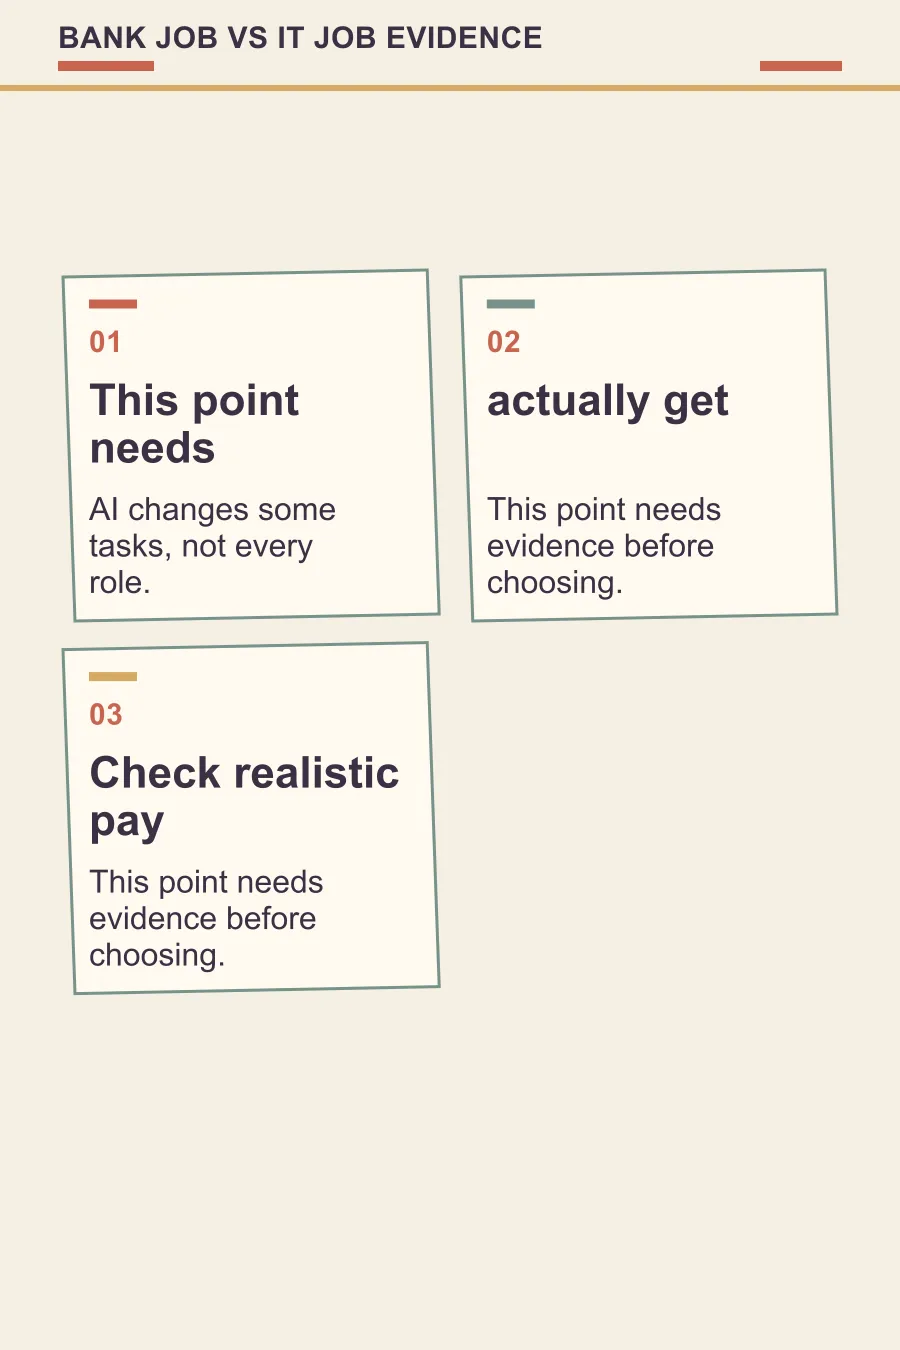 BANK JOB VS IT JOB EVIDENCE
01
This point
needs
AI changes some
tasks, not every
role.
02
actually get
This point needs
evidence before
choosing.
03
Check realistic
pay
This point needs
evidence before
choosing.